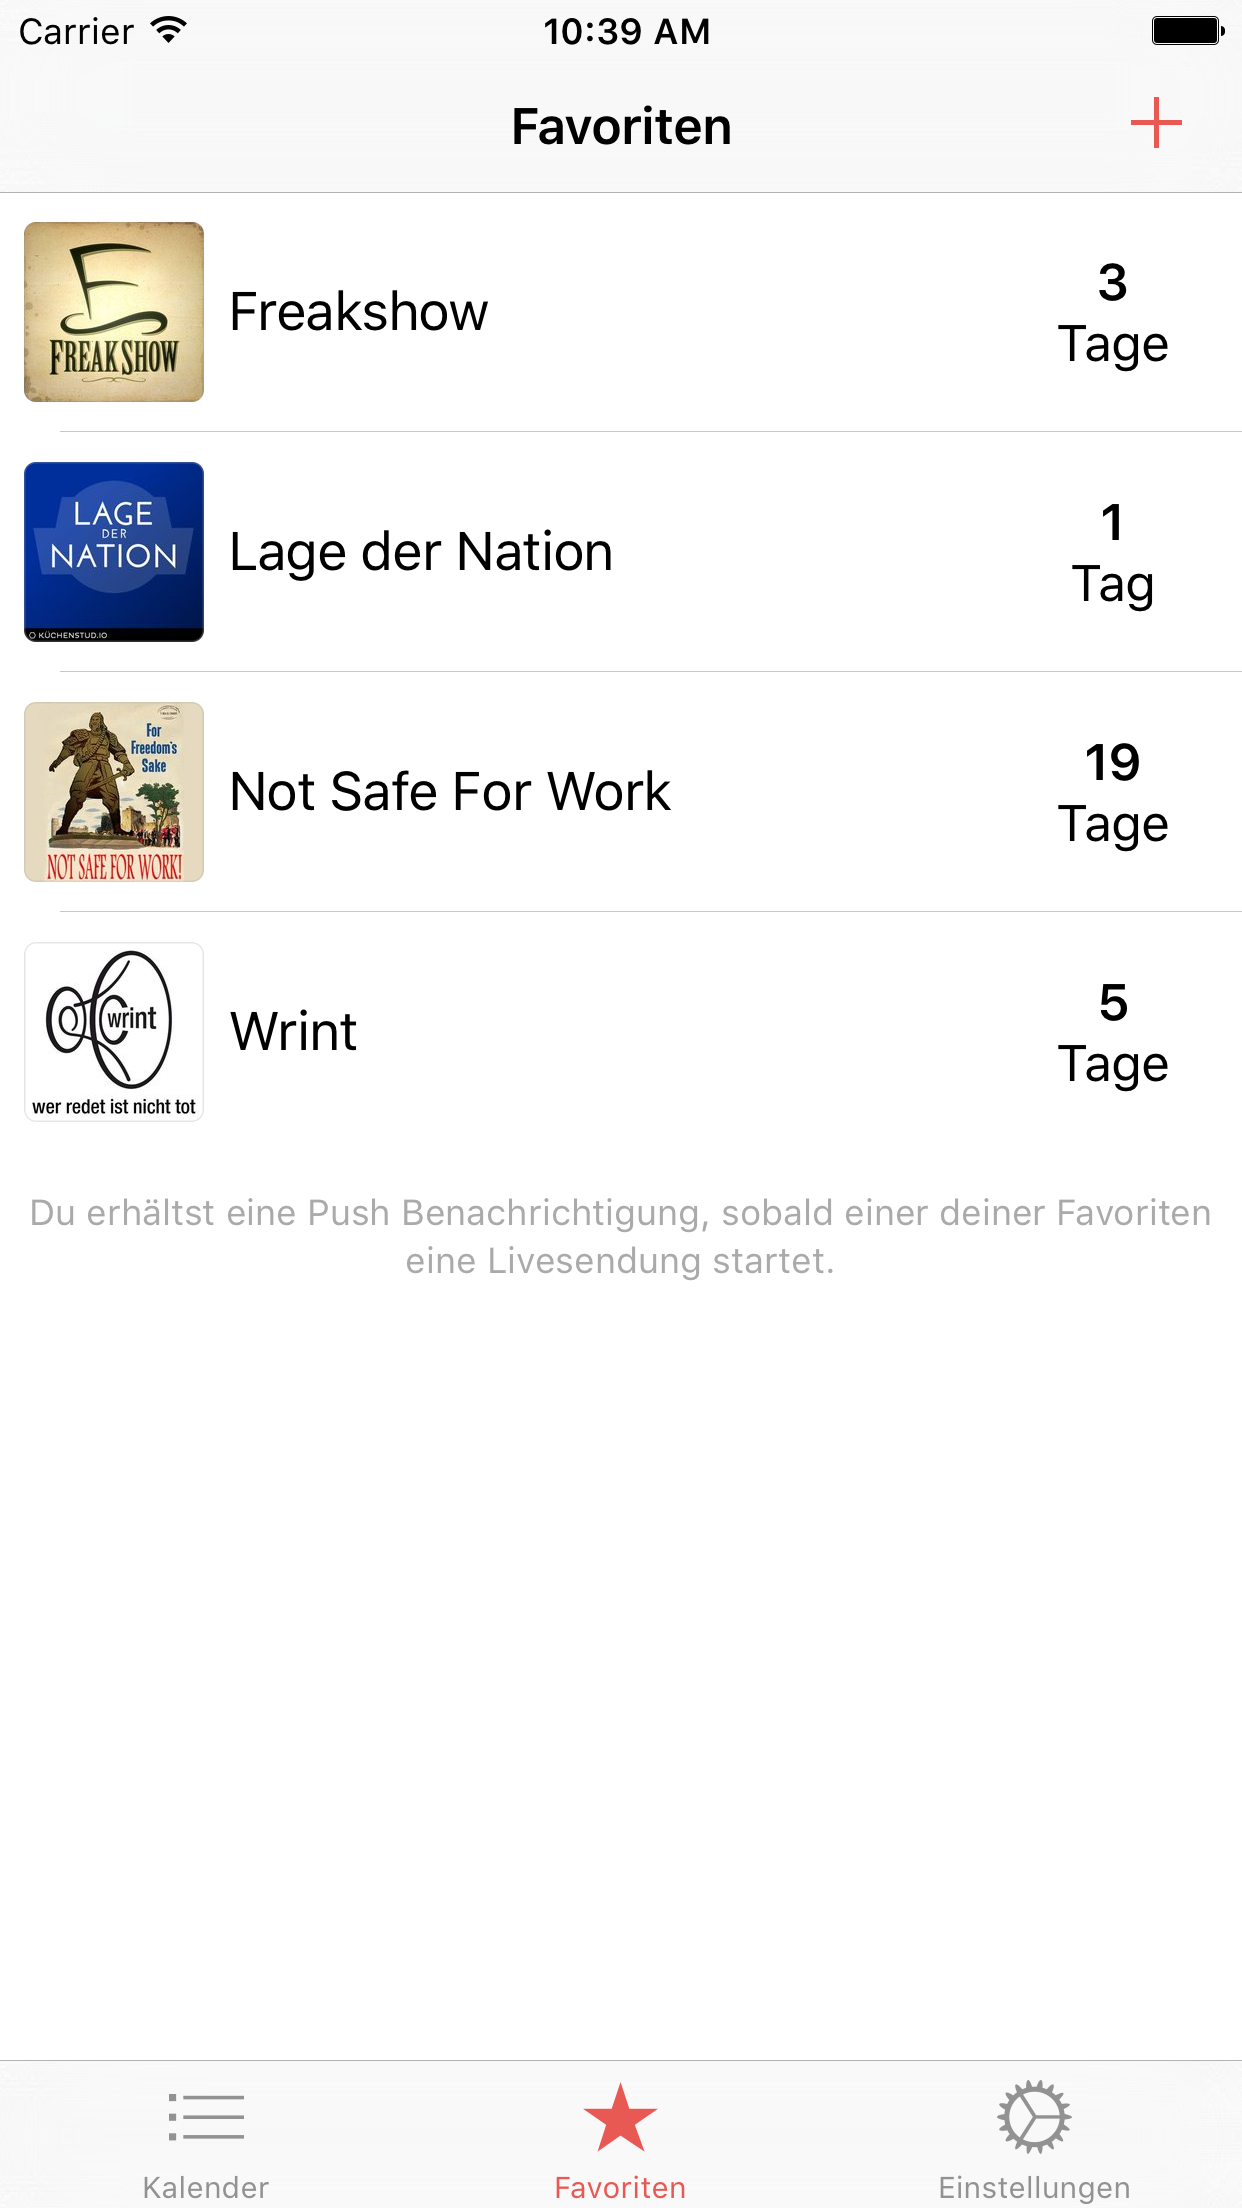 Carrier
10:39 AM
Favoriten
FREAK SHOW
Freakshow
3
Tage
LAGE
DER
NATION
KÜCHENSTUD.IO
Lage der Nation
1
Tag
For
Freedom's
Sake
NOT SAFE FOR WORK!
Not Safe For Work
19
Tage
wrint
wer redet ist nicht tot
Wrint
5
Tage
Du erhältst eine Push Benachrichtigung, sobald einer deiner Favoriten
eine Livesendung startet.
Kalender
Favoriten
Einstellungen